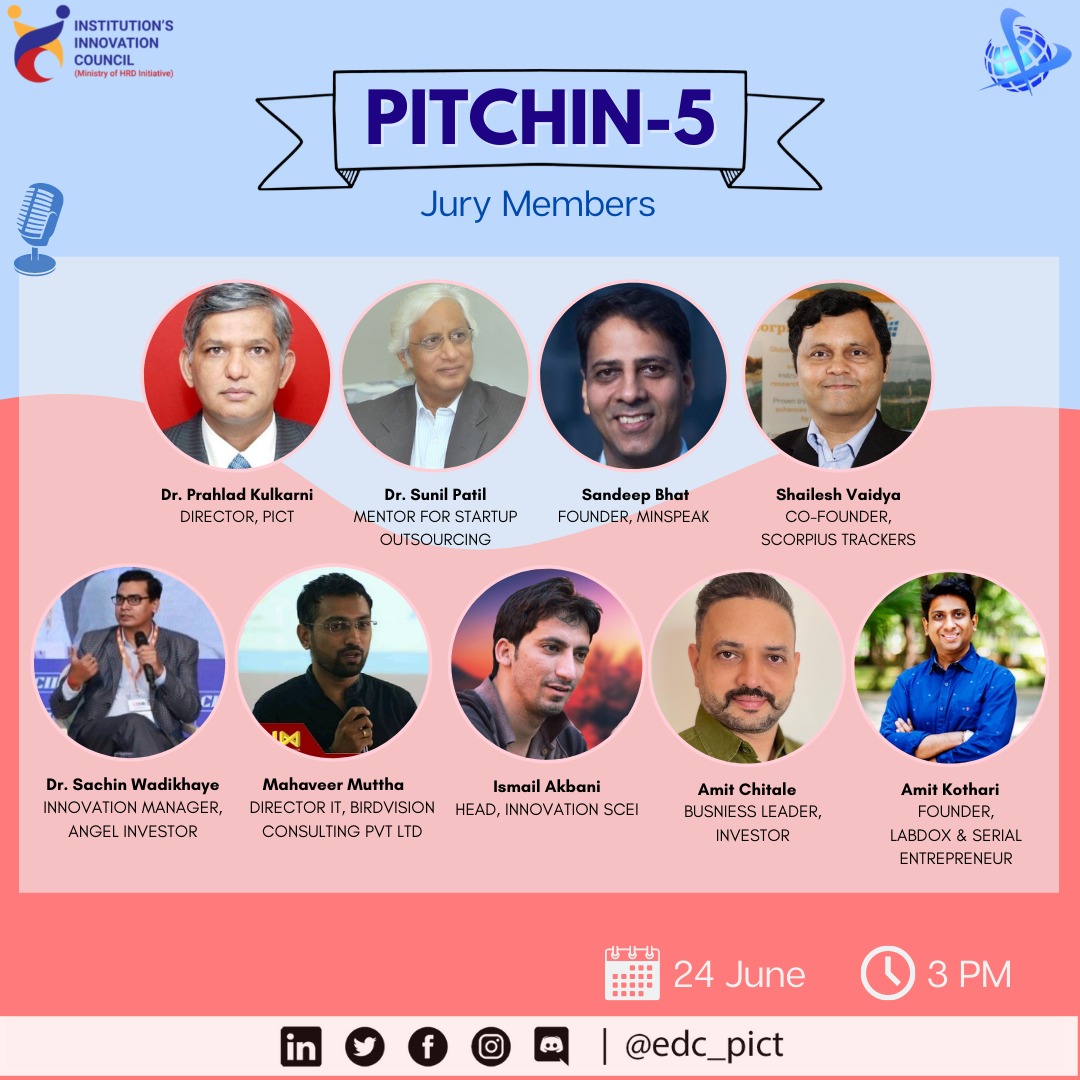 INSTITUTION'S
INNOVATION
COUNCIL
(Ministry of HRD Initiative)
PITCHIN-5
Jury Members
Dr. Prahlad Kulkarni
DIRECTOR, PICT
Dr. Sunil Patil
MENTOR FOR STARTUP
OUTSOURCING
Sandeep Bhat
FOUNDER, MINSPEAK
Shailesh Vaidya
CO-FOUNDER,
SCORPIUS TRACKERS
Dr. Sachin Wadikhaye
INNOVATION MANAGER,
ANGEL INVESTOR
Mahaveer Muttha
DIRECTOR IT, BIRDVISION
CONSULTING PVT LTD
Ismail Akbani
HEAD, INNOVATION SCEI
Amit Chitale
BUSNIESS LEADER,
INVESTOR
Amit Kothari
FOUNDER,
LABDOX & SERIAL
ENTREPRENEUR
24 June
3 PM
| @edc_pict